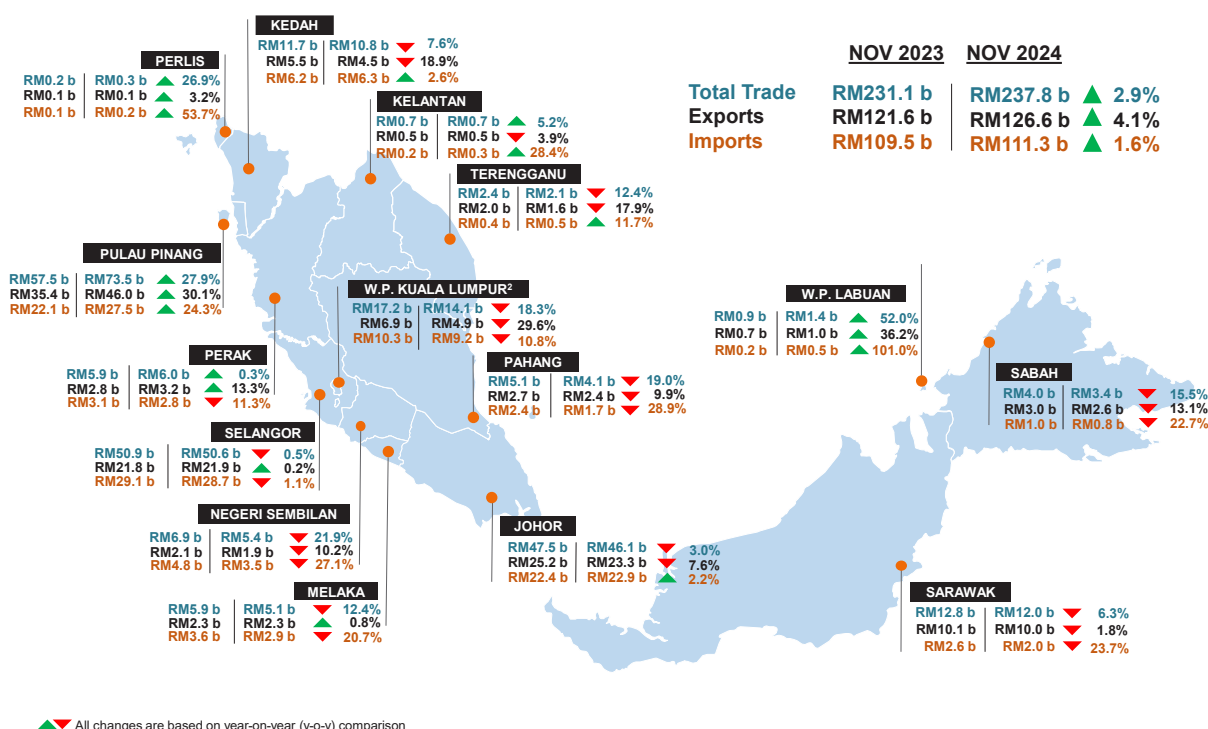 NOV 2023 NOV 2024
Total Trade RM231.1 b RM237.8 b 2.9%
Exports RM121.6 b RM126.6 b 4.1%
Imports RM109.5 b RM111.3 b 1.6%
KEDAH
RM11.7 b RM10.8 b 7.6%
RM5.5 b RM4.5 b 18.9%
RM6.2 b RM6.3 b 2.6%
PERLIS
RM0.2 b RM0.3 b 26.9%
RM0.1 b RM0.1 b 3.2%
RM0.1 b RM0.2 b 53.7%
KELANTAN
RM0.7 b RM0.7 b 5.2%
RM0.5 b RM0.5 b 3.9%
RM0.2 b RM0.3 b 28.4%
TERENGGANU
RM2.4 b RM2.1 b 12.4%
RM2.0 b RM1.6 b 17.9%
RM0.4 b RM0.5 b 11.7%
PULAU PINANG
RM57.5 b RM73.5 b 27.9%
RM35.4 b RM46.0 b 30.1%
RM22.1 b RM27.5 b 24.3%
W.P. KUALA LUMPUR²
RM17.2 b RM14.1 b 18.3%
RM6.9 b RM4.9 b 29.6%
RM10.3 b RM9.2 b 10.8%
W.P. LABUAN
RM0.9 b RM1.4 b 52.0%
RM0.7 b RM1.0 b 36.2%
RM0.2 b RM0.5 b 101.0%
PERAK
RM5.9 b RM6.0 b 0.3%
RM2.8 b RM3.2 b 13.3%
RM3.1 b RM2.8 b 11.3%
PAHANG
RM5.1 b RM4.1 b 19.0%
RM2.7 b RM2.4 b 9.9%
RM2.4 b RM1.7 b 28.9%
SABAH
RM4.0 b RM3.4 b 15.5%
RM3.0 b RM2.6 b 13.1%
RM1.0 b RM0.8 b 22.7%
SELANGOR
RM50.9 b RM50.6 b 0.5%
RM21.8 b RM21.9 b 0.2%
RM29.1 b RM28.7 b 1.1%
NEGERI SEMBILAN
RM6.9 b RM5.4 b 21.9%
RM2.1 b RM1.9 b 10.2%
RM4.8 b RM3.5 b 27.1%
JOHOR
RM47.5 b RM46.1 b 3.0%
RM25.2 b RM23.3 b 7.6%
RM22.4 b RM22.9 b 2.2%
MELAKA
RM5.9 b RM5.1 b 12.4%
RM2.3 b RM2.3 b 0.8%
RM3.6 b RM2.9 b 20.7%
SARAWAK
RM12.8 b RM12.0 b 6.3%
RM10.1 b RM10.0 b 1.8%
RM2.6 b RM2.0 b 23.7%
All changes are based on year-on-year (y-o-y) comparison